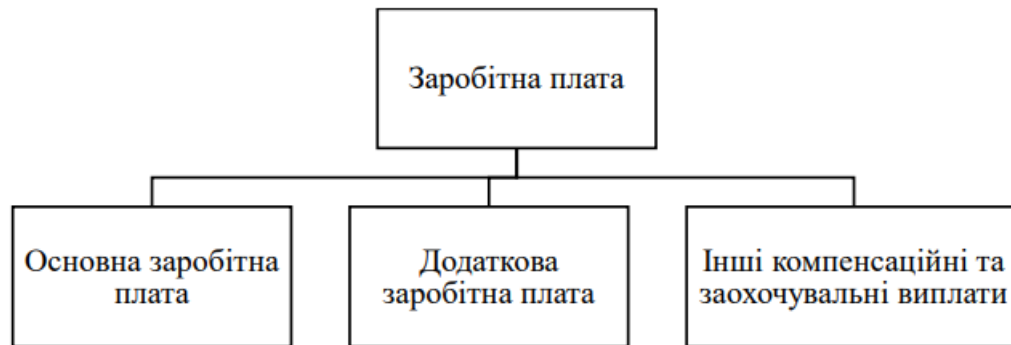 Заробітна плата
Основна заробітна
плата
Додаткова
заробітна плата
Інші компенсаційні та
заохочувальні виплати